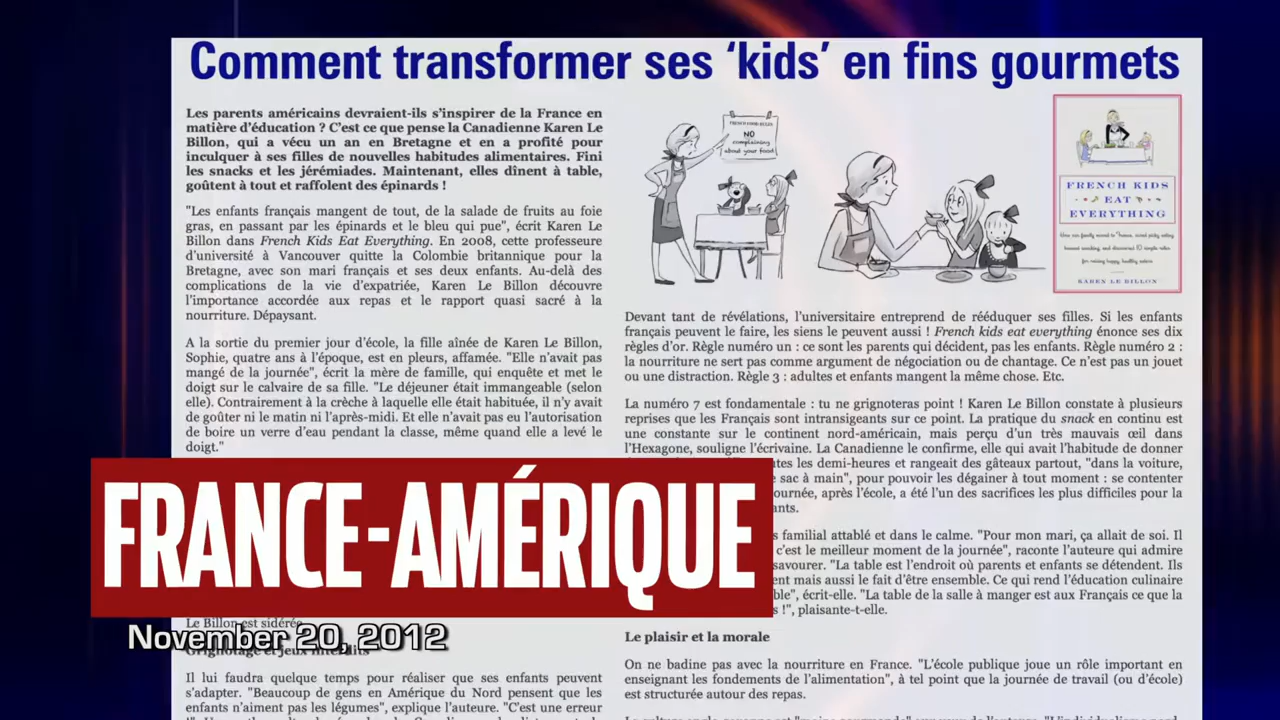 Comment transformer ses ‘kids’ en fins gourmets
Les parents américains devraient-ils s’inspirer de la France en
matière d’éducation ? C’est ce que pense la Canadienne Karen Le
Billon, qui a vécu un an en Bretagne et en a profité pour
inculquer à ses filles de nouvelles habitudes alimentaires. Fini
les snacks et les jérémiades. Maintenant, elles dînent à table,
goûtent à tout et raffolent des épinards !
"Les enfants français mangent de tout, de la salade de fruits au foie
gras, en passant par les épinards et le bleu qui pue", écrit Karen Le
Billon dans French Kids Eat Everything. En 2008, cette professeure
d’université à Vancouver quitte la Colombie britannique pour la
Bretagne, avec son mari français et ses deux enfants. Au-delà des
complications de la vie d’expatriée, Karen Le Billon découvre
l’importance accordée aux repas et le rapport quasi sacré à la
nourriture. Dépaysant.
A la sortie du premier jour d’école, la fille aînée de Karen Le Billon,
Sophie, quatre ans à l’époque, est en pleurs, affamée. "Elle n’avait pas
mangé de la journée", écrit la mère de famille, qui enquête et met le
doigt sur le calvaire de sa fille. "Le déjeuner était immangeable (selon
elle). Contrairement à la crèche à laquelle elle était habituée, il n’y avait
de goûter ni le matin ni l’après-midi. Et elle n’avait pas eu l’autorisation
de boire un verre d’eau pendant la classe, même quand elle a levé le
doigt."
FRANCE-AMÉRIQUE
Le Billon est sidérée
November 20, 2012
Grignotage et jeux interdits
Il lui faudra quelque temps pour réaliser que ses enfants peuvent
s’adapter. "Beaucoup de gens en Amérique du Nord pensent que les
enfants n’aiment pas les légumes", explique l’auteure. "C’est une erreur
FRENCH FOOD RULES
NO
complaining
about your food
FRENCH KIDS
EAT
EVERYTHING
How our family moved to France, cured picky eating,
banned snacking, and discovered 10 simple rules
for raising happy, healthy eaters
KAREN LE BILLON
Devant tant de révélations, l’universitaire entreprend de rééduquer ses filles. Si les enfants
français peuvent le faire, les siens le peuvent aussi ! French kids eat everything énonce ses dix
règles d’or. Règle numéro un : ce sont les parents qui décident, pas les enfants. Règle numéro 2 :
la nourriture ne sert pas comme argument de négociation ou de chantage. Ce n’est pas un jouet
ou une distraction. Règle 3 : adultes et enfants mangent la même chose. Etc.
La numéro 7 est fondamentale : tu ne grignoteras point ! Karen Le Billon constate à plusieurs
reprises que les Français sont intransigeants sur ce point. La pratique du snack en continu est
une constante sur le continent nord-américain, mais perçu d’un très mauvais œil dans
l’Hexagone, souligne l’écrivaine. La Canadienne le confirme, elle qui avait l’habitude de donner
utes les demi-heures et rangeait des gâteaux partout, "dans la voiture,
sac à main", pour pouvoir les dégainer à tout moment : se contenter
ournée, après l’école, a été l’un des sacrifices les plus difficiles pour la
ants.
s familial attablé et dans le calme. "Pour mon mari, ça allait de soi. Il
c’est le meilleur moment de la journée", raconte l’auteure qui admire
savourer. "La table est l’endroit où parents et enfants se détendent. Ils
ent mais aussi le fait d’être ensemble. Ce qui rend l’éducation culinaire
ble", écrit-elle. "La table de la salle à manger est aux Français ce que la
s !", plaisante-t-elle.
Le plaisir et la morale
On ne badine pas avec la nourriture en France. "L’école publique joue un rôle important en
enseignant les fondements de l’alimentation", à tel point que la journée de travail (ou d’école)
est structurée autour des repas.